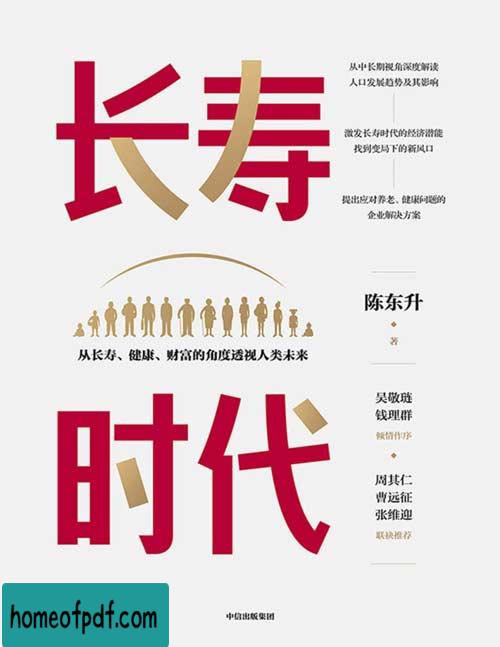 长寿
从中长期视角深度解读
人口发展趋势及其影响
激发长寿时代的经济潜能
找到变局下的新风口
提出应对养老、健康问题的
企业解决方案
从长寿、健康、财富的角度透视人类未来
时代
陈东升
著
吴敬琏
钱理群
倾情作序
周其仁
曹远征
张维迎
联袂推荐
中信出版集团
homeofpdf.com